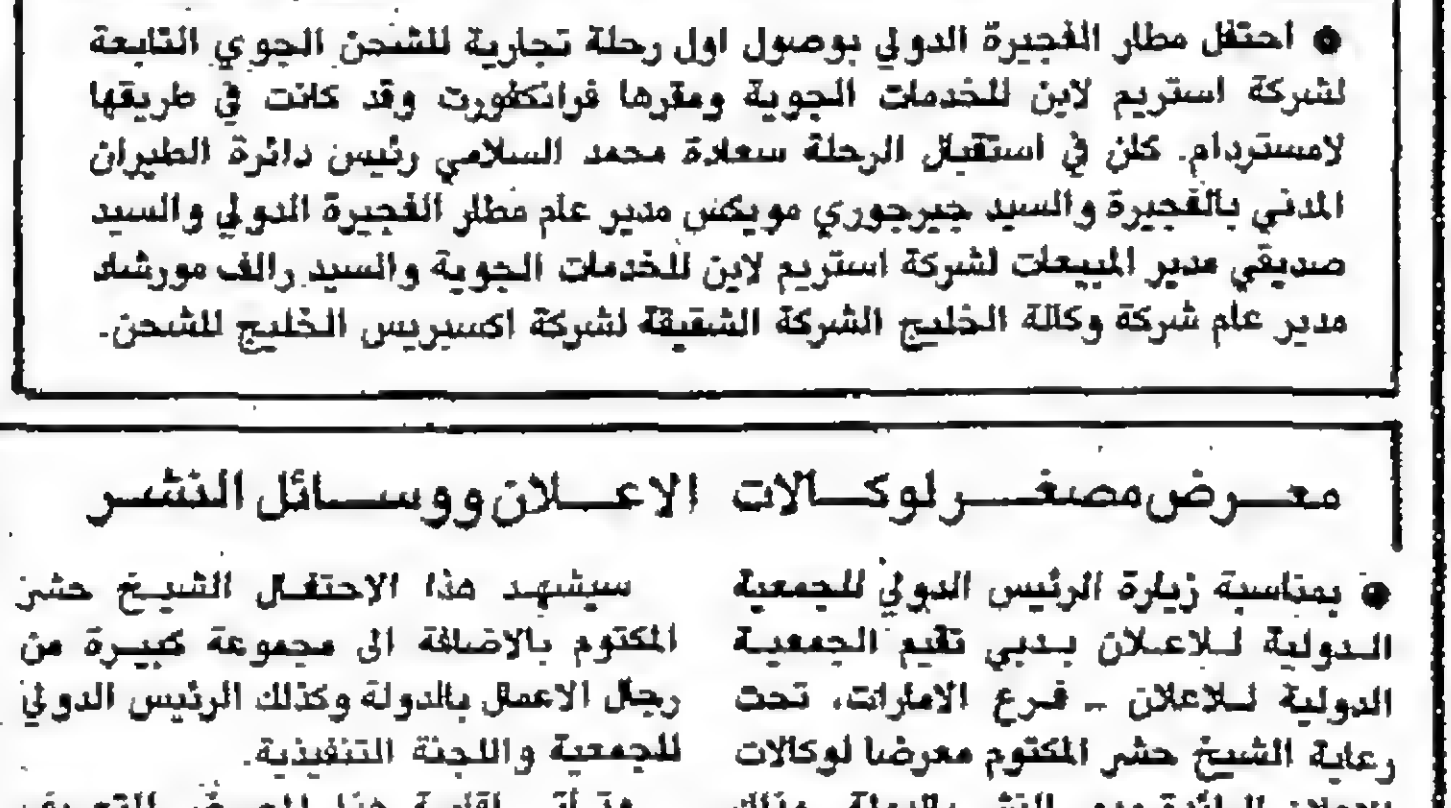 ● احتفل مطار الفجيرة الدولي بوصول اول رحلة تجارية للشحن الجوي التابعة
لشركة استريم لاين للخدمات الجوية ومقرها فرانكفورت وقد كانت في طريقها
لامستردام. كان في استقبال الرحلة سعادة محمد السلامي رئيس دائرة الطيران
المدني بالفجيرة والسيد جيرجوري مويكس مدير عام مطار الفجيرة الدولي والسيد
صديقي مدير المبيعات لشركة استريم لاين للخدمات الجوية والسيد رالف مورشاد
مدير عام شركة وكالة الخليج الشركة الشقيقة لشركة اكسبريس الخليج للشحن.
معرض مصغر لوكالات الاعلان ووسائل النشر
● بمناسبة زيارة الرئيس الدولي للجمعية
الدولية للاعلان بدبي تقيم الجمعية
الدولية للاعلان - فرع الامارات، تحت
رعاية الشيخ حشر المكتوم معرضا لوكالات
سيشهد هذا الاحتفال الشيخ حشر
المكتوم بالاضافة الى مجموعة كبيرة من
رجال الاعمال بالدولة وكذلك الرئيس الدولي
للجمعية واللجنة التنفيذية.